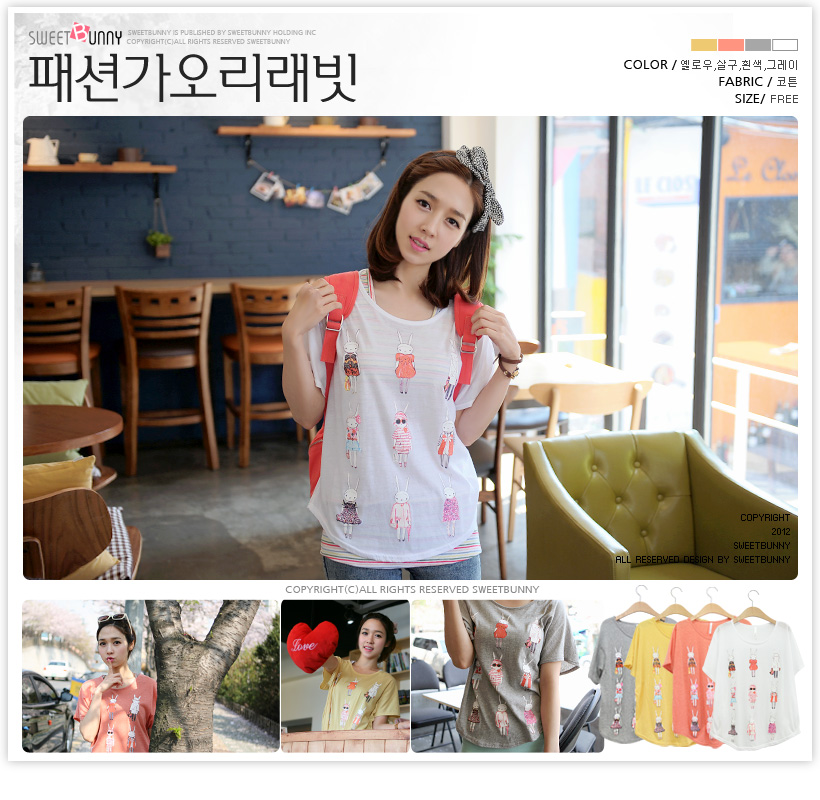 SWEETBUNNY
SWEETBUNNY IS PUBLISHED BY SWEETBUNNY HOLDING INC
COPYRIGHT(C)ALL RIGHTS RESERVED SWEETBUNNY
패션가오리래빗
COLOR / 옐로우,살구,흰색,그레이
FABRIC / 코튼
SIZE/ FREE
COPYRIGHT
2012
SWEETBUNNY
ALL RESERVED DESIGN BY SWEETBUNNY
COPYRIGHT(C)ALL RIGHTS RESERVED SWEETBUNNY
Love